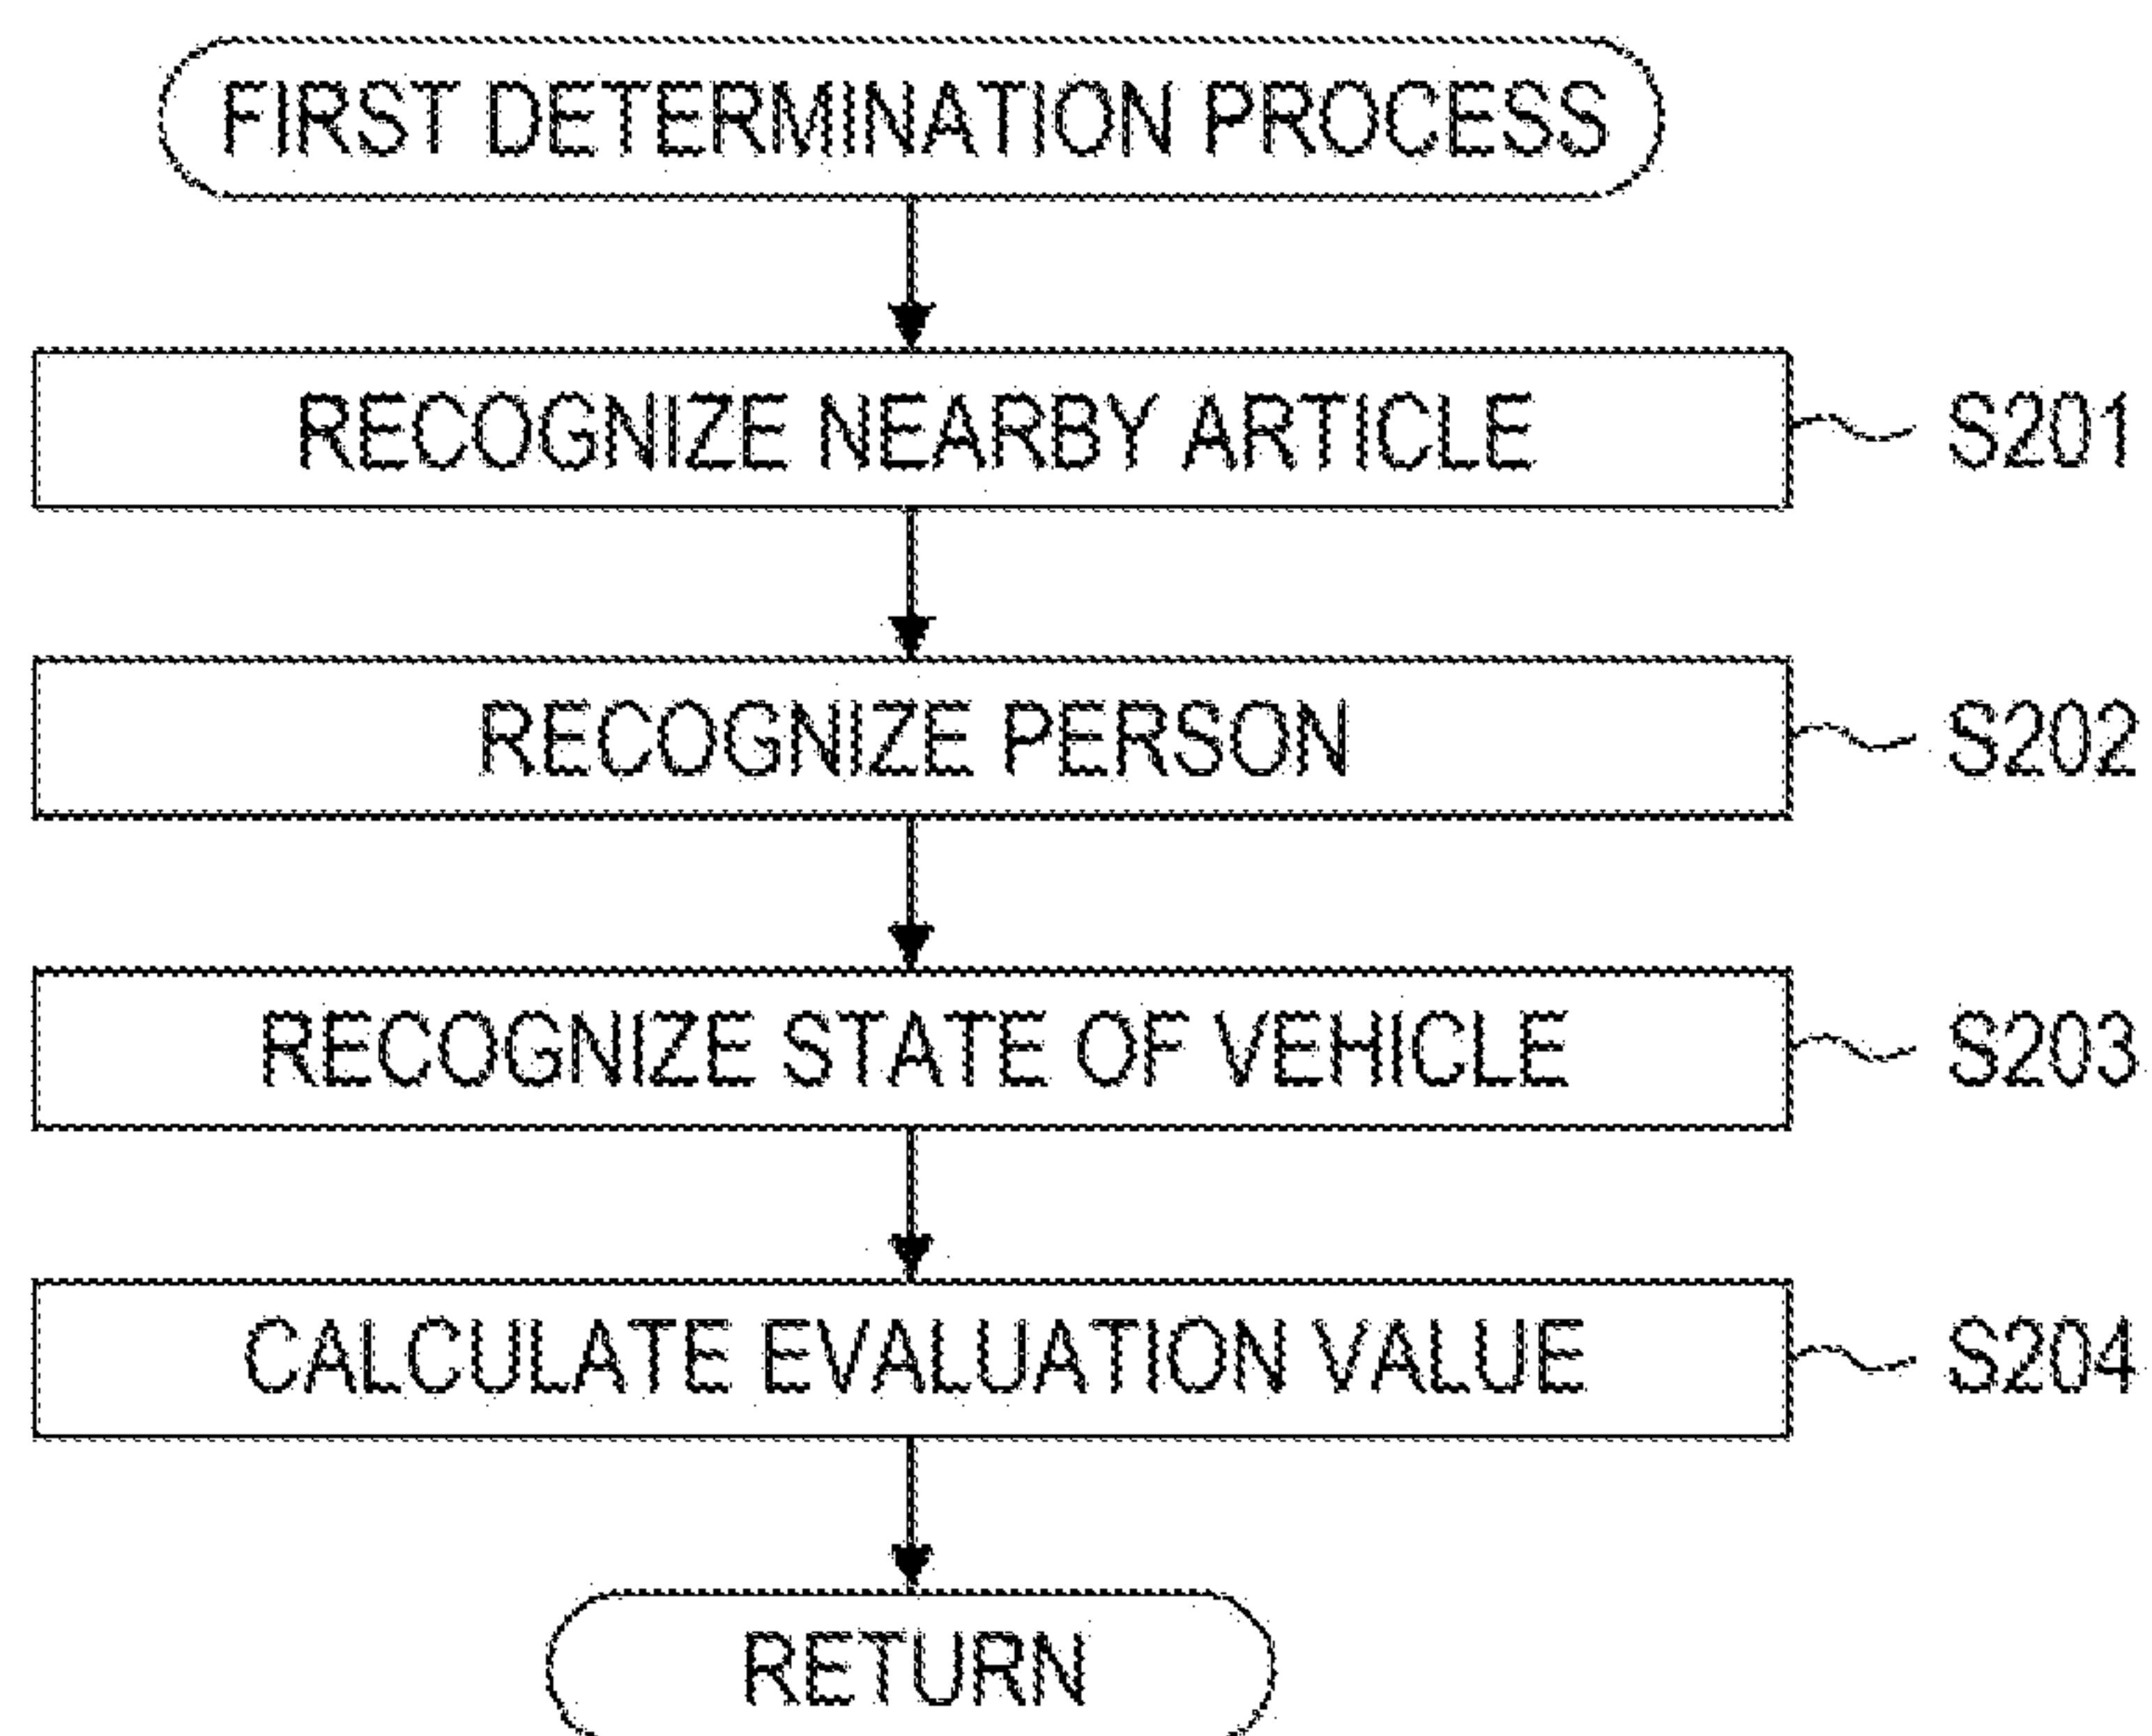 FIRST DETERMINATION PROCESS
RECOGNIZE NEARBY ARTICLE S201
RECOGNIZE PERSON S202
RECOGNIZE STATE OF VEHICLE S203
CALCULATE EVALUATION VALUE S204
RETURN